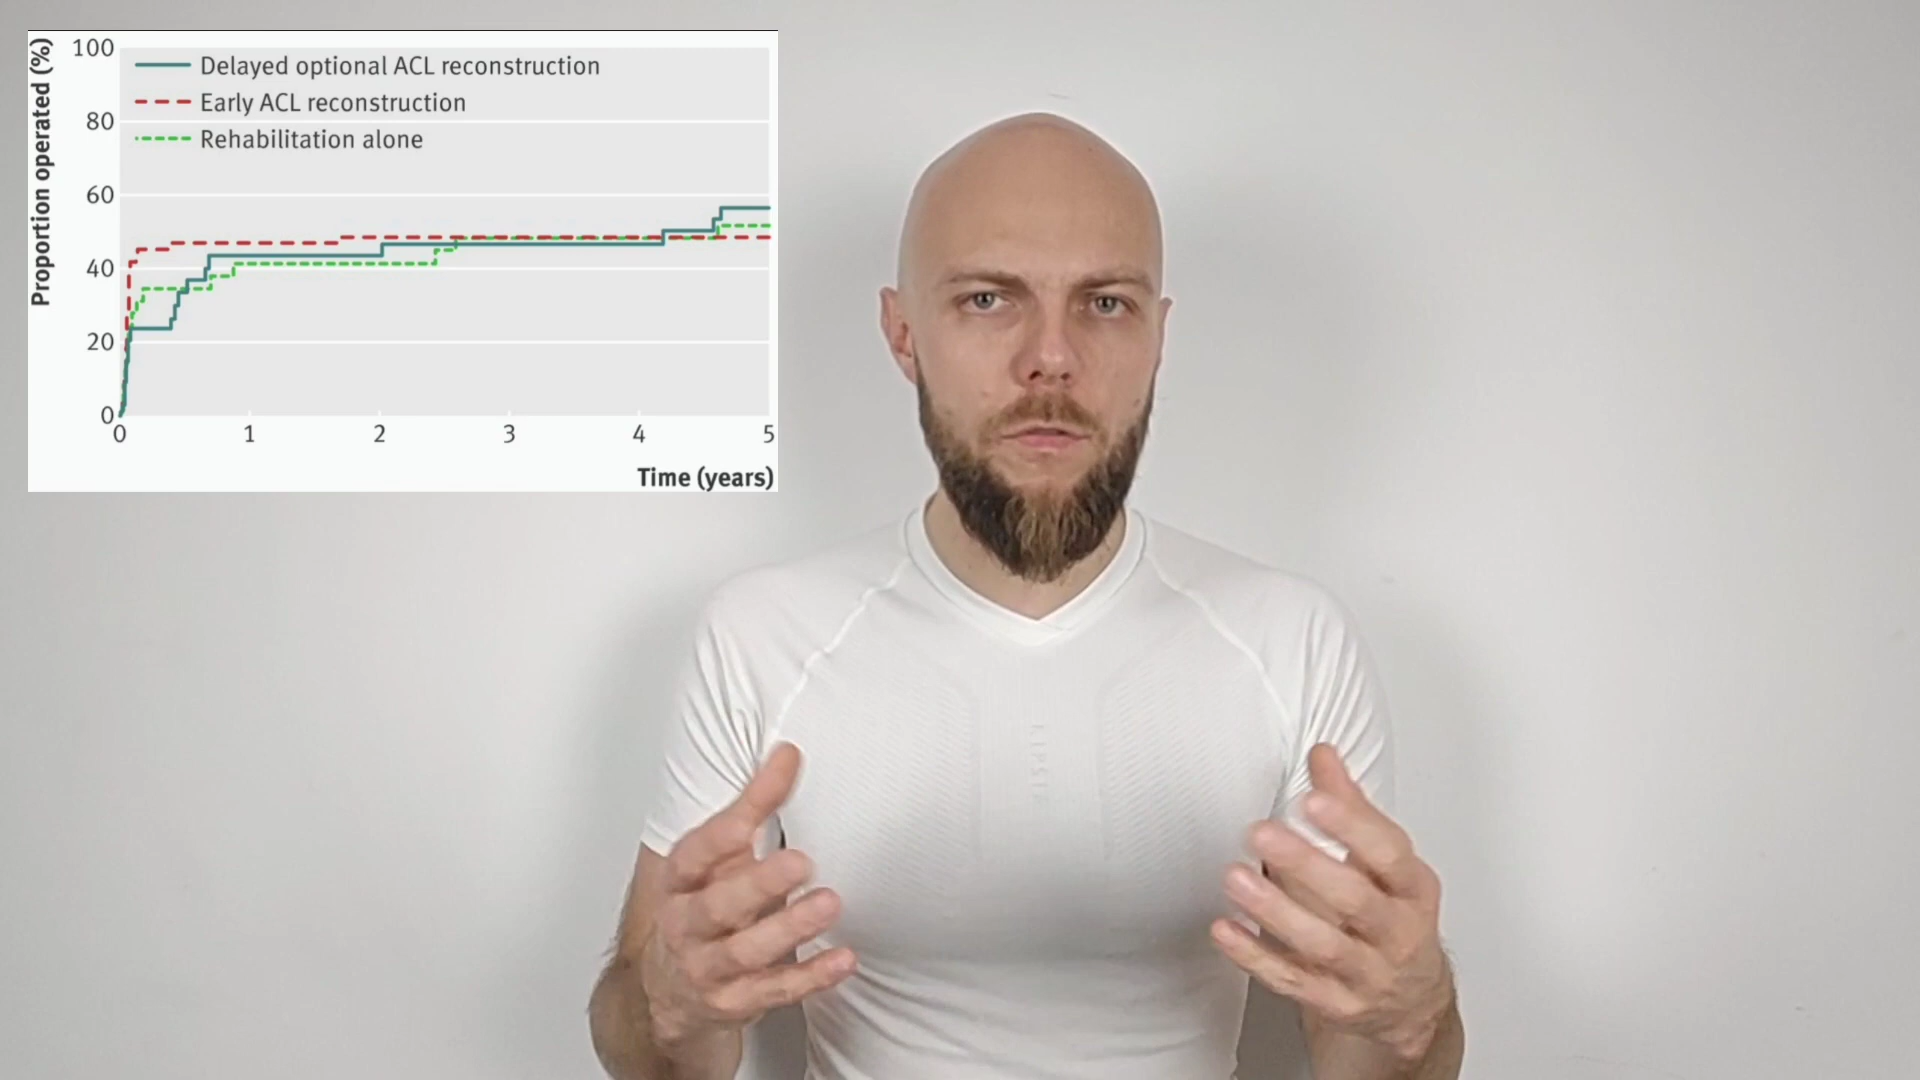 Proportion operated (%)
100
80
60
40
20
0
Delayed optional ACL reconstruction
Early ACL reconstruction
Rehabilitation alone
0 1 2 3 4 5
Time (years)